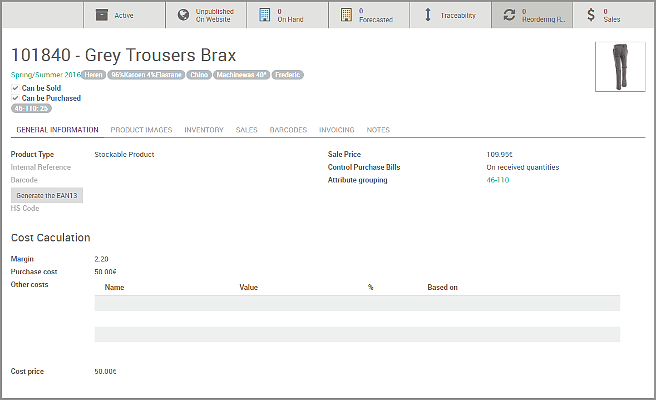 Active
Unpublished
On Website
0
On Hand
0
Forecasted
Traceability
0
Reordering R...
0
Sales
101840 - Grey Trousers Brax
Spring/Summer 2016 Heren 96%Katoen 4%Elastane Chino Machinewas 40° Frederic
Can be Sold
Can be Purchased
46-110: 25
GENERAL INFORMATION PRODUCT IMAGES INVENTORY SALES BARCODES INVOICING NOTES
Product Type Stockable Product Sale Price 109.95€
Internal Reference Control Purchase Bills On received quantities
Barcode Attribute grouping 46-110
Generate the EAN13
HS Code
Cost Caculation
Margin 2,20
Purchase cost 50.00€
Other costs Name Value % Based on
Cost price 50.00€